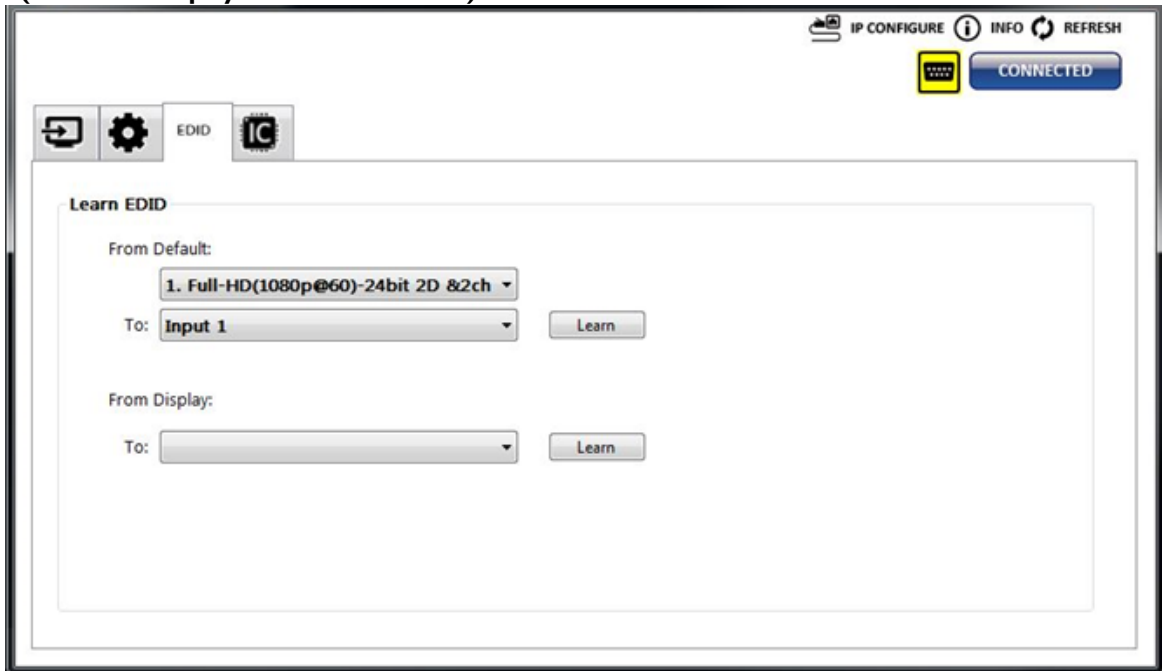 IP CONFIGURE i INFO REFRESH
CONNECTED
EDID IC
Learn EDID
From Default:
1. Full-HD(1080p@60)-24bit 2D &2ch
To: Input 1 Learn
From Display:
To: Learn